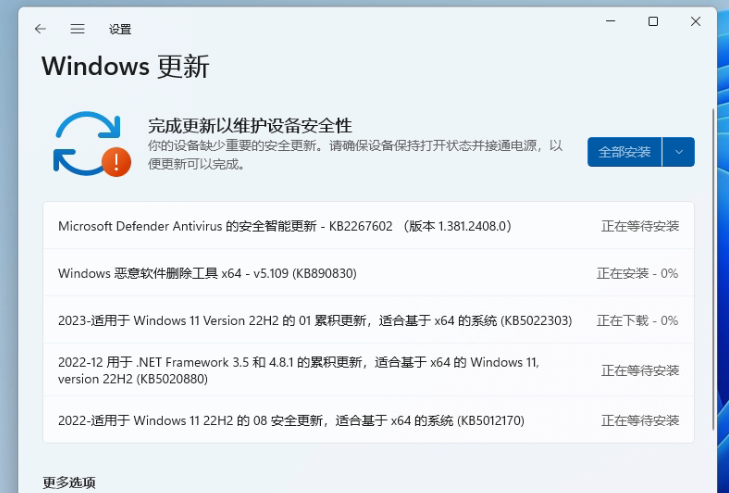 设置
Windows 更新
完成更新以维护设备安全性
你的设备缺少重要的安全更新。请确保设备保持打开状态并接通电源，以
便更新可以完成。
全部安装
Microsoft Defender Antivirus 的安全智能更新 - KB2267602 （版本 1.381.2408.0）
正在等待安装
Windows 恶意软件删除工具 x64 - v5.109 (KB890830)
正在安装 - 0%
2023-适用于 Windows 11 Version 22H2 的 01 累积更新，适合基于 x64 的系统 (KB5022303)
正在下载 - 0%
2022-12 用于 .NET Framework 3.5 和 4.8.1 的累积更新，适合基于 x64 的 Windows 11,
version 22H2 (KB5020880)
正在等待安装
2022-适用于 Windows 11 22H2 的 08 安全更新，适合基于 x64 的系统 (KB5012170)
正在等待安装
更多选项